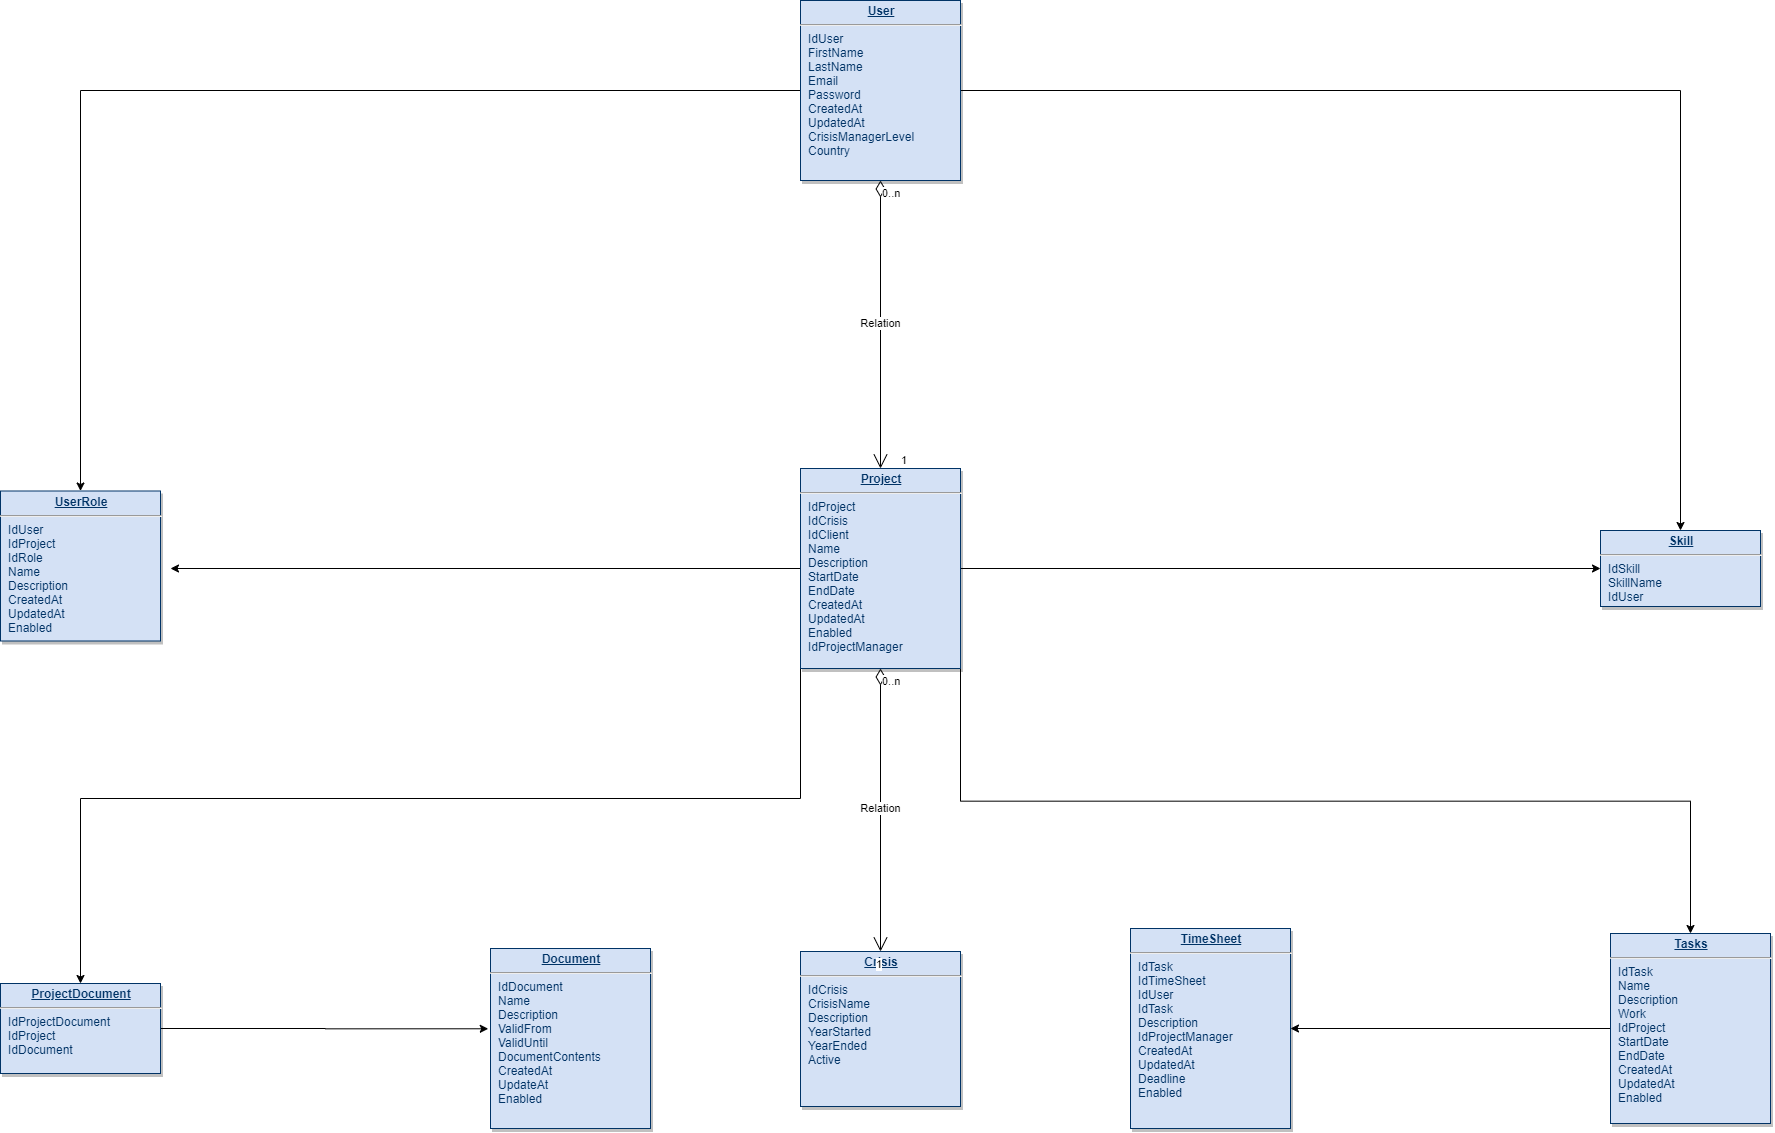 User
IdUser
FirstName
LastName
Email
Password
CreatedAt
UpdatedAt
CrisisManagerLevel
Country
0..n
Relation
1
UserRole
IdUser
IdProject
IdRole
Name
Description
CreatedAt
UpdatedAt
Enabled
Project
IdProject
IdCrisis
IdClient
Name
Description
StartDate
EndDate
CreatedAt
UpdatedAt
Enabled
IdProjectManager
Skill
IdSkill
SkillName
IdUser
0..n
Relation
1
ProjectDocument
IdProjectDocument
IdProject
IdDocument
Document
IdDocument
Name
Description
ValidFrom
ValidUntil
DocumentContents
CreatedAt
UpdateAt
Enabled
Crisis
IdCrisis
CrisisName
Description
YearStarted
YearEnded
Active
TimeSheet
IdTask
IdTimeSheet
IdUser
IdTask
Description
IdProjectManager
CreatedAt
UpdatedAt
Deadline
Enabled
Tasks
IdTask
Name
Description
Work
IdProject
StartDate
EndDate
CreatedAt
UpdatedAt
Enabled